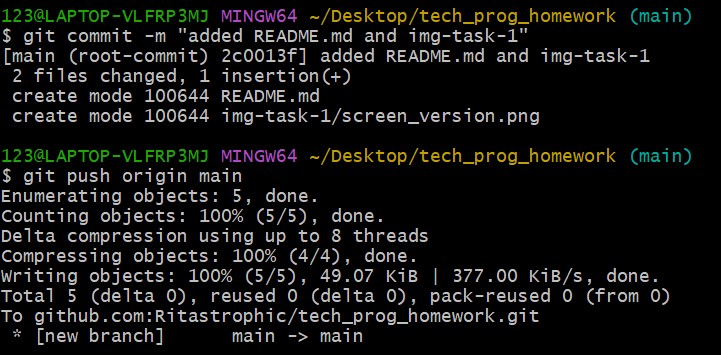 123@LAPTOP-VLFRP3MJ MINGW64 ~/Desktop/tech_prog_homework (main)
$ git commit -m "added README.md and img-task-1"
[main (root-commit) 2c0013f] added README.md and img-task-1
 2 files changed, 1 insertion(+)
 create mode 100644 README.md
 create mode 100644 img-task-1/screen_version.png

123@LAPTOP-VLFRP3MJ MINGW64 ~/Desktop/tech_prog_homework (main)
$ git push origin main
Enumerating objects: 5, done.
Counting objects: 100% (5/5), done.
Delta compression using up to 8 threads
Compressing objects: 100% (4/4), done.
Writing objects: 100% (5/5), 49.07 KiB | 377.00 KiB/s, done.
Total 5 (delta 0), reused 0 (delta 0), pack-reused 0 (from 0)
To github.com:Ritastrophic/tech_prog_homework.git
 * [new branch]      main -> main